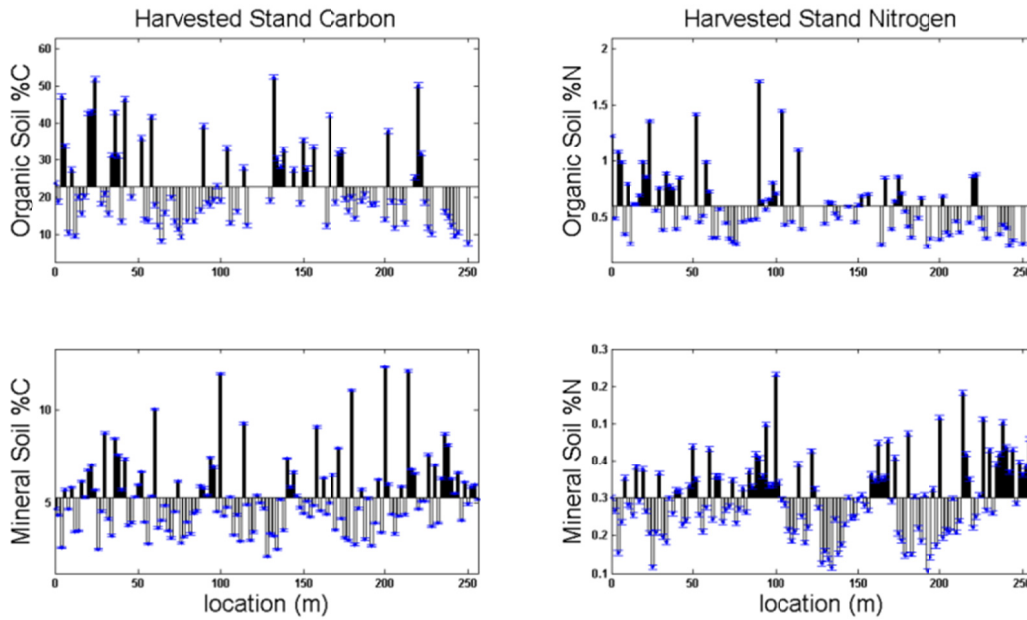 Harvested Stand Carbon
Harvested Stand Nitrogen
Organic Soil %C
60
50
40
30
20
10
0 50 100 150 200 250
Organic Soil %N
2
1.5
1
0.5
0 50 100 150 200 250
Mineral Soil %C
10
5
0 50 100 150 200 250
location (m)
Mineral Soil %N
0.3
0.2
0.2
0.4
0.3
0.2
0.1
0 50 100 150 200 250
location (m)